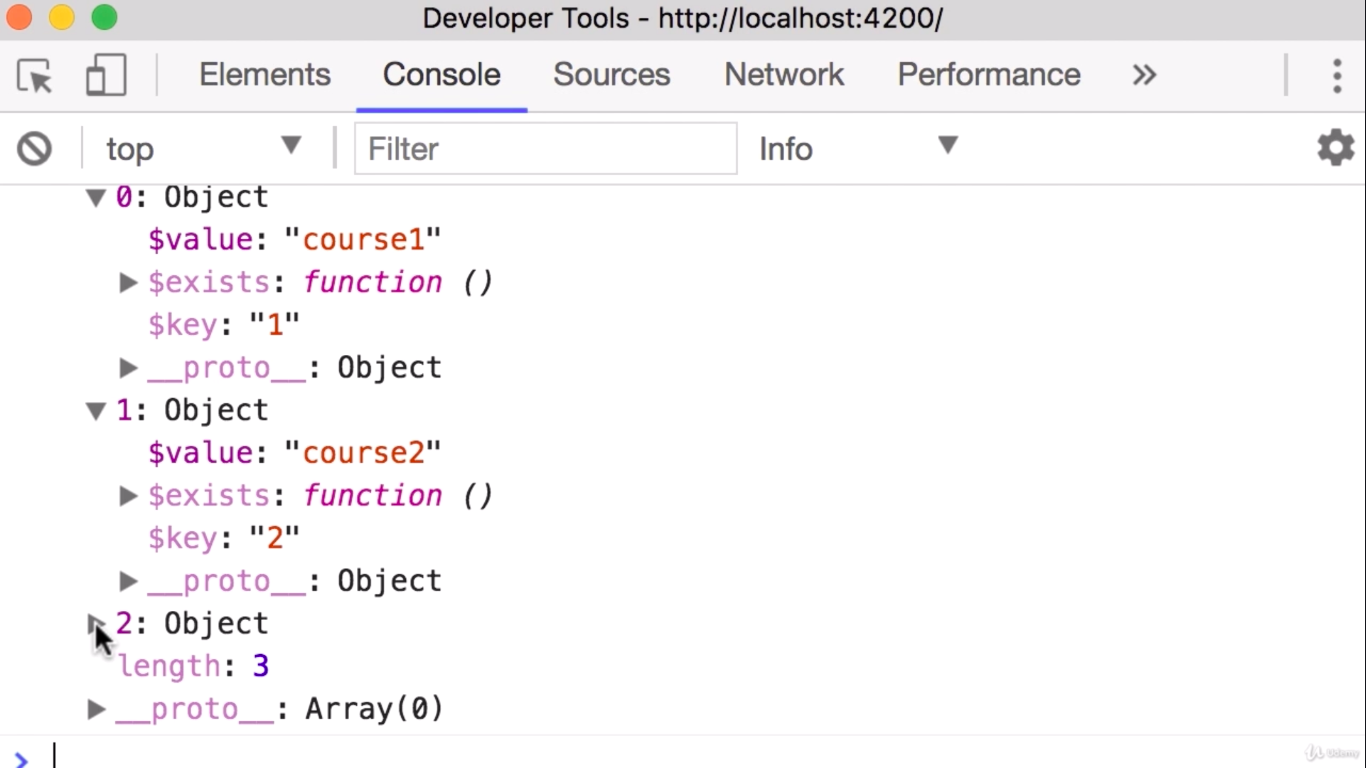 Developer Tools - http://localhost:4200/
Elements Console Sources Network Performance »
top Filter Info
0: Object
$value: "course1"
$exists: function ()
$key: "1"
__proto__: Object
1: Object
$value: "course2"
$exists: function ()
$key: "2"
__proto__: Object
2: Object
length: 3
__proto__: Array(0)
Udemy